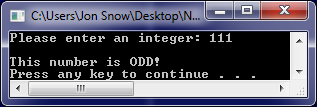 C:\Users\Jon Snow\Desktop\N...
Please enter an integer: 111
This number is ODD!
Press any key to continue . . .